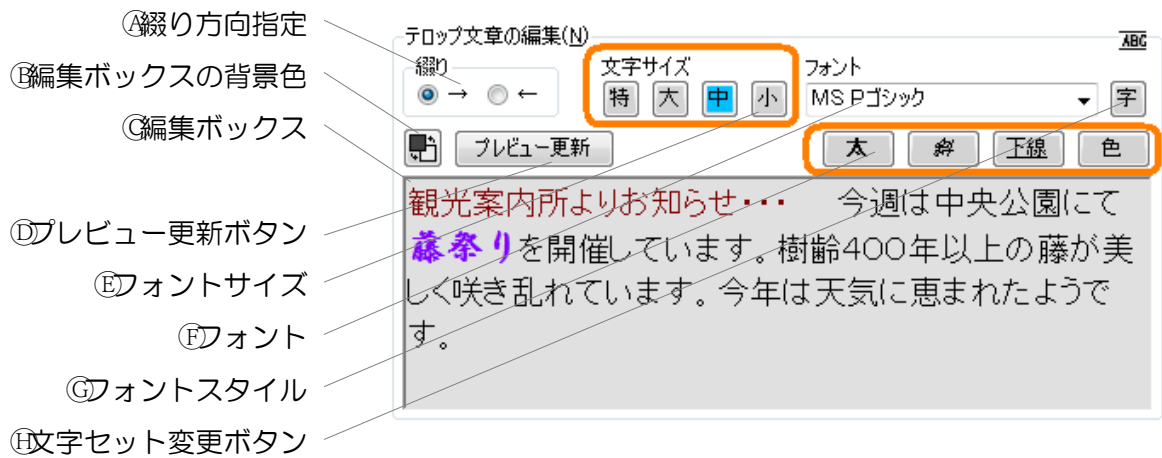 Ⓐ綴り方向指定
Ⓑ編集ボックスの背景色
Ⓒ編集ボックス
Ⓓプレビュー更新ボタン
Ⓔフォントサイズ
Ⓕフォント
Ⓖフォントスタイル
Ⓗ文字セット変更ボタン
テロップ文章の編集(N)
ABC
綴り
→ ←
文字サイズ
特 大 中 小
フォント
MS Pゴシック
字
プレビュー更新
太 斜 下線 色
観光案内所よりお知らせ・・・ 今週は中央公園にて
藤祭りを開催しています。樹齢400年以上の藤が美
しく咲き乱れています。今年は天気に恵まれたようで
す。